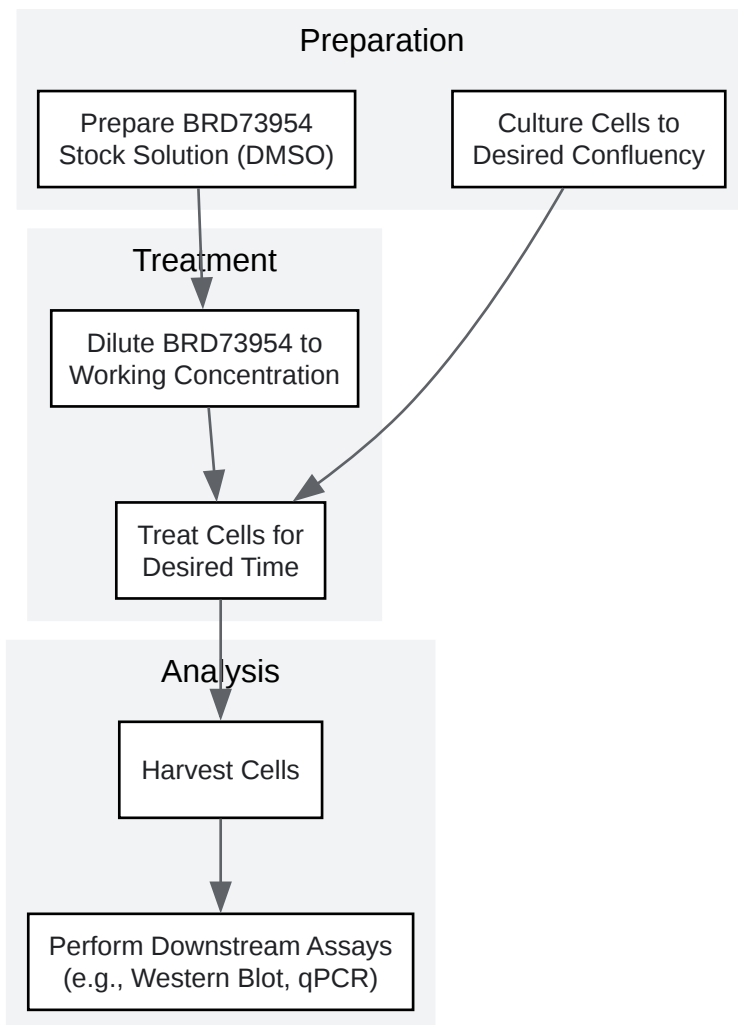 Preparation
Prepare BRD73954
Stock Solution (DMSO)
Culture Cells to
Desired Confluency
Treatment
Dilute BRD73954 to
Working Concentration
Treat Cells for
Desired Time
Analysis
Harvest Cells
Perform Downstream Assays
(e.g., Western Blot, qPCR)